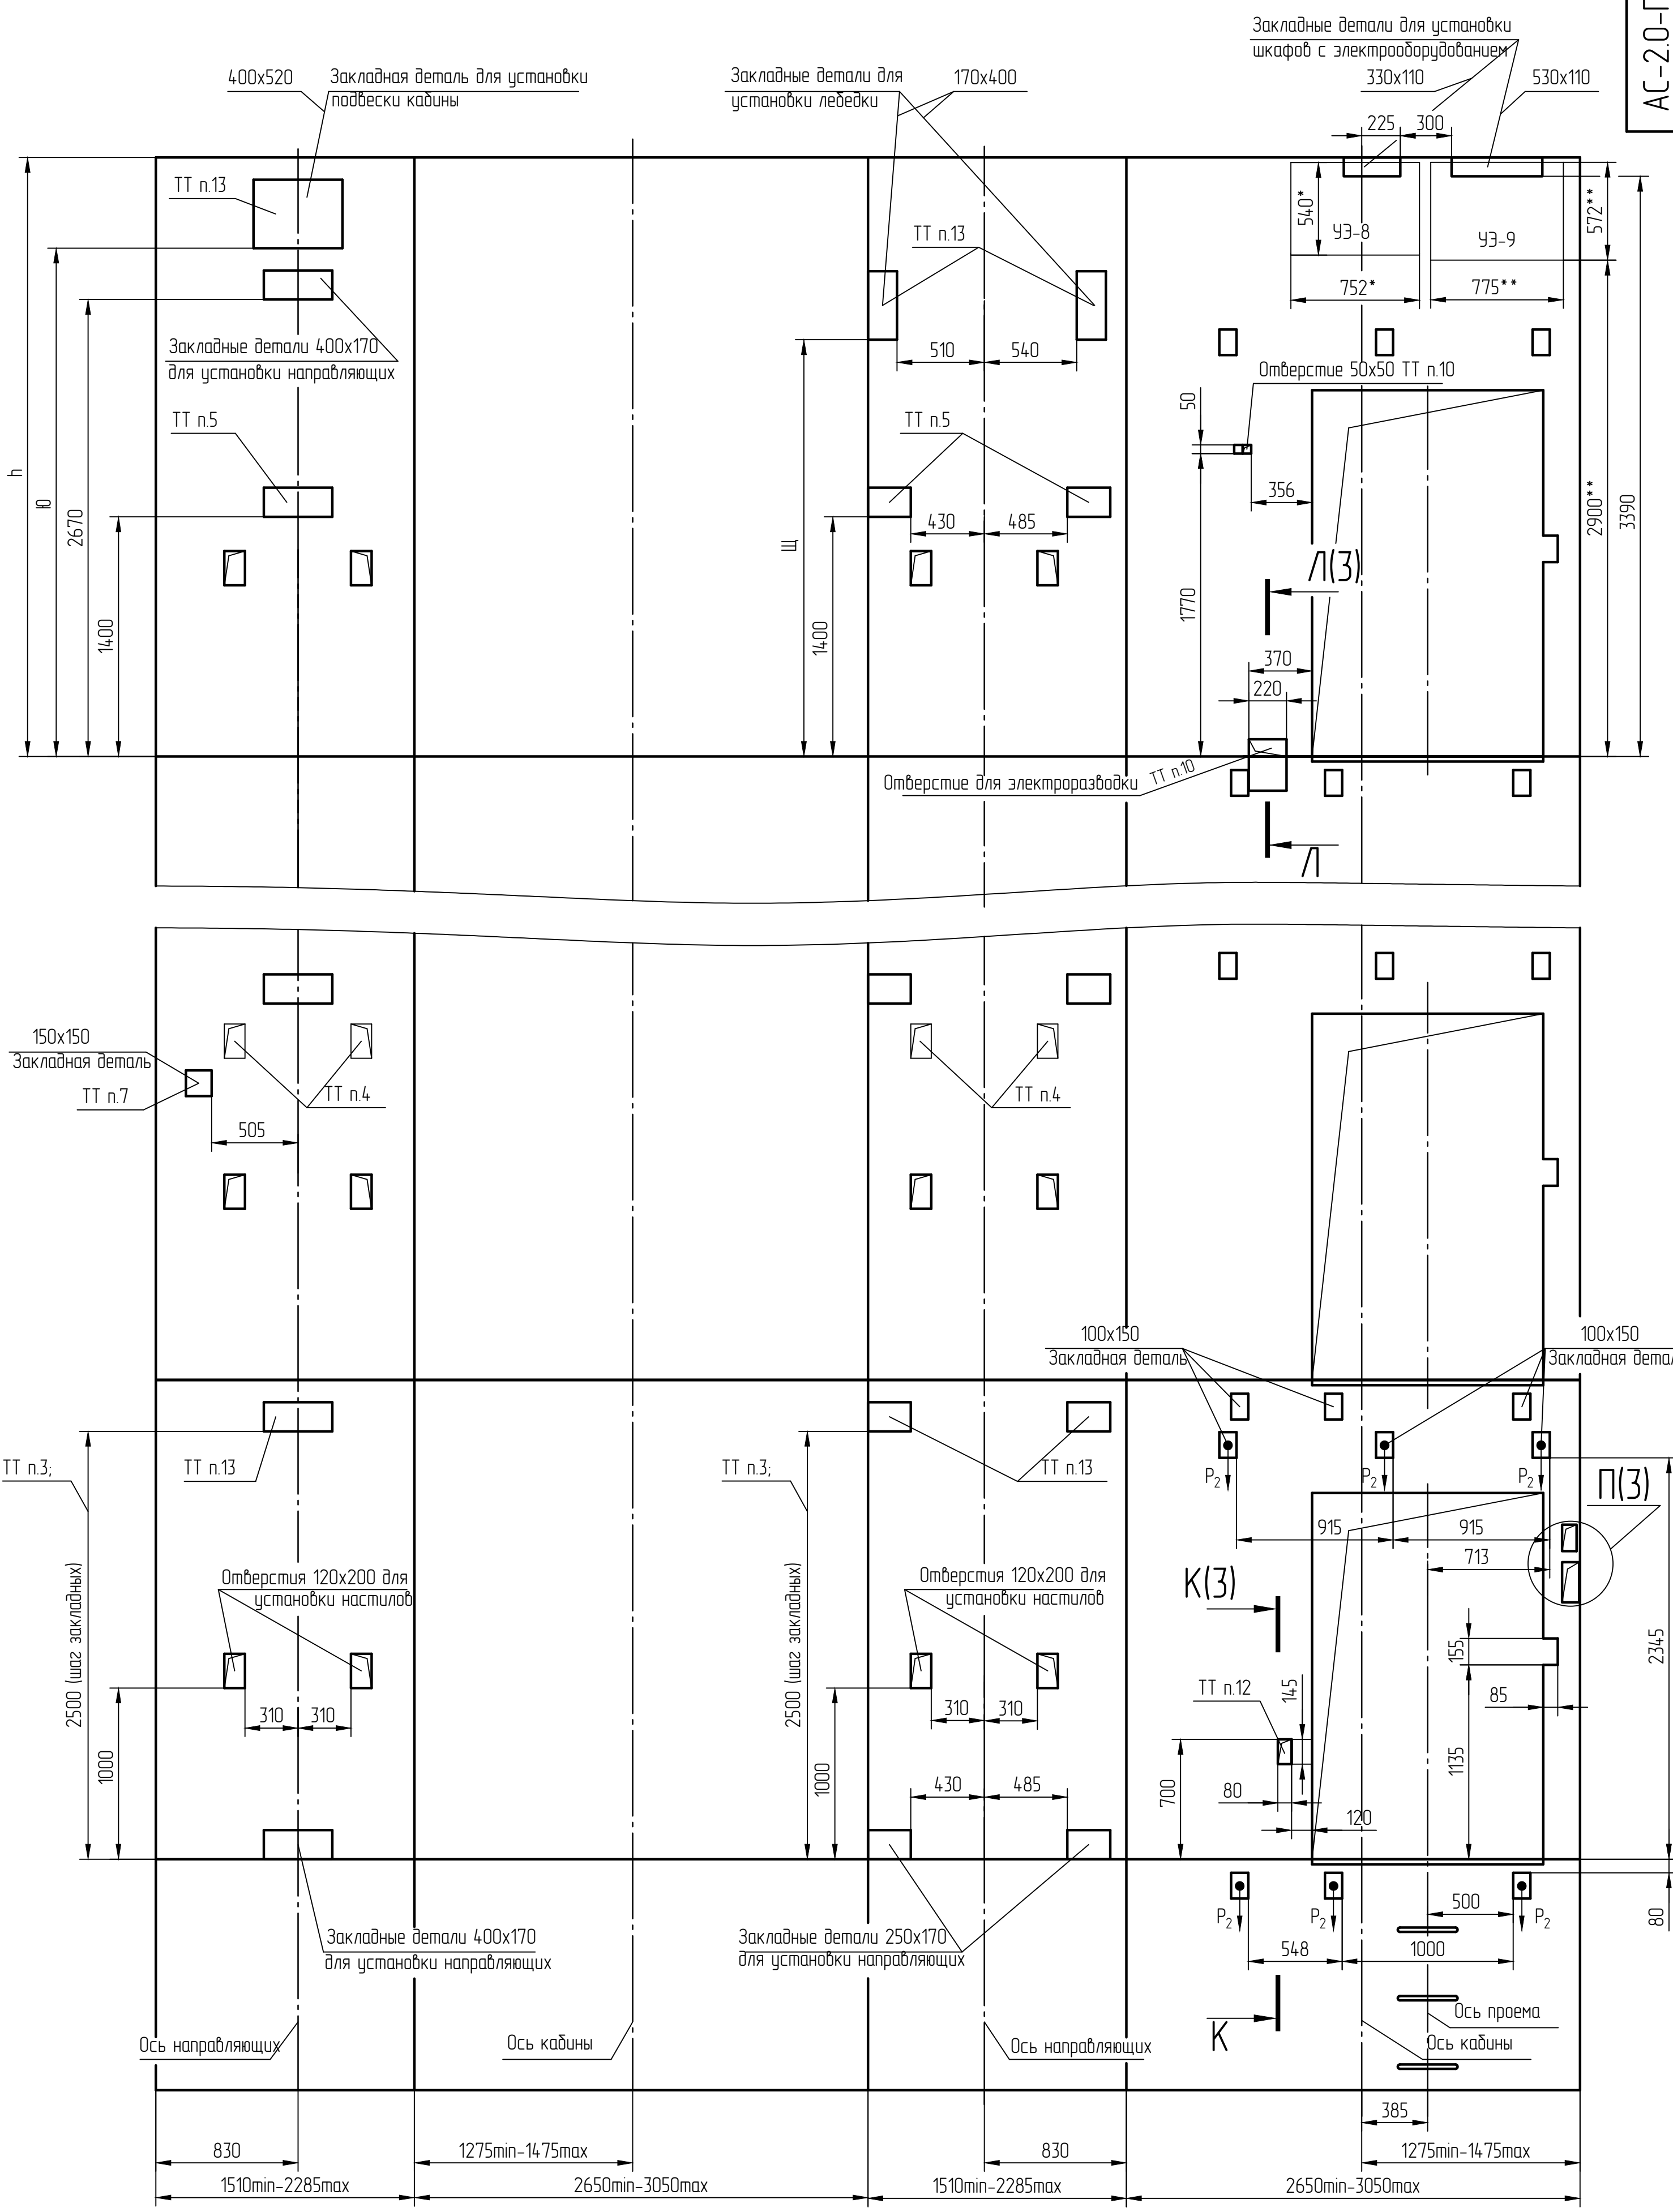 АС-2.0-П
Закладные детали для установки
шкафов с электрооборудованием
400х520
Закладная деталь для установки
подвески кабины
Закладные детали для
установки лебедки
170х400
330х110
530х110
225
300
ТТ п.13
ТТ п.13
540*
УЭ-8
УЭ-9
572**
752*
775**
Закладные детали 400х170
для установки направляющих
510
540
Отверстие 50х50 ТТ п.10
50
ТТ п.5
ТТ п.5
h
Ю
2670
356
430
485
Щ
2900**
3390
Л(3)
1770
1400
1400
370
220
Отверстие для электроразводки
ТТ п.10
Л
150х150
Закладная деталь
ТТ п.7
ТТ п.4
ТТ п.4
505
100х150
Закладная деталь
100х150
Закладная дета
ТТ п.3;
ТТ п.13
ТТ п.3;
ТТ п.13
P2
P2
P2
П(3)
915
915
713
2500 (шаг закладных)
Отверстия 120х200 для
установки настилов
2500 (шаг закладных)
Отверстия 120х200 для
установки настилов
К(3)
155
2345
ТТ п.12
145
85
310
310
310
310
1000
1000
700
1135
430
485
80
120
500
80
P2
P2
P2
Закладные детали 400х170
для установки направляющих
Закладные детали 250х170
для установки направляющих
548
1000
Ось проема
К
Ось направляющих
Ось кабины
Ось направляющих
Ось кабины
385
830
1275min-1475max
830
1275min-1475max
1510min-2285max
2650min-3050max
1510min-2285max
2650min-3050max